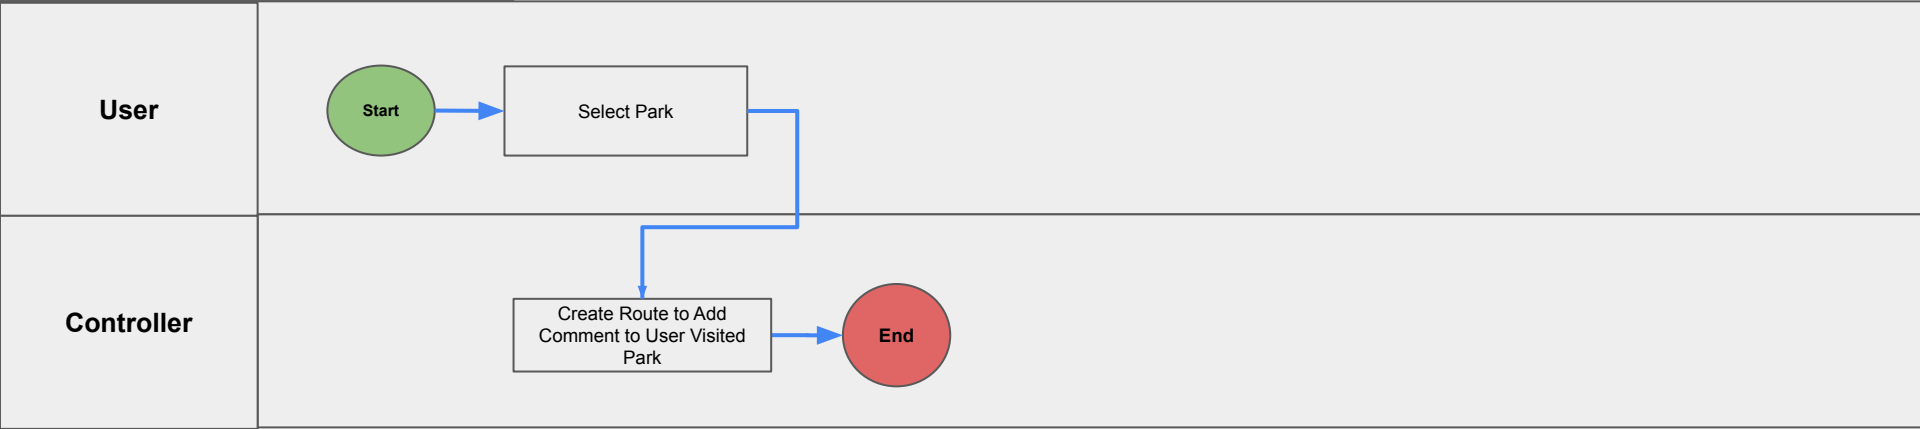 User
Start
Select Park
Controller
Create Route to Add
Comment to User Visited
Park
End